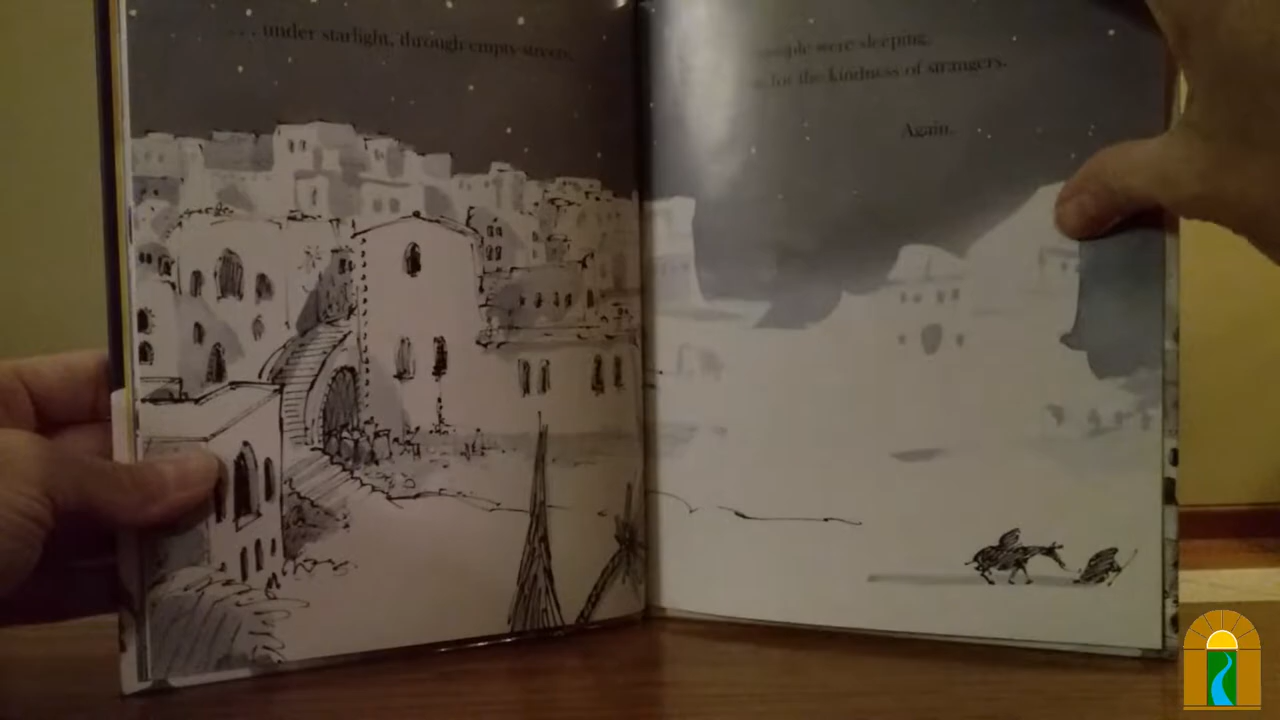 ... under starlight, through empty streets,
people were sleeping,
for the kindness of strangers.
Again.